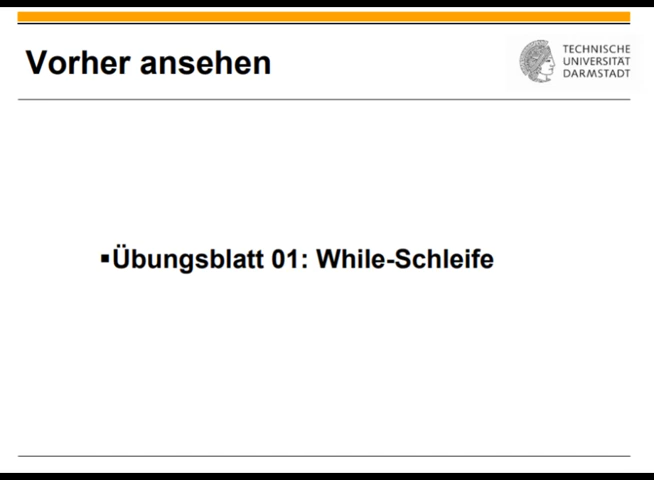 Vorher ansehen
TECHNISCHE
UNIVERSITÄT
DARMSTADT
▪Übungsblatt 01: While-Schleife